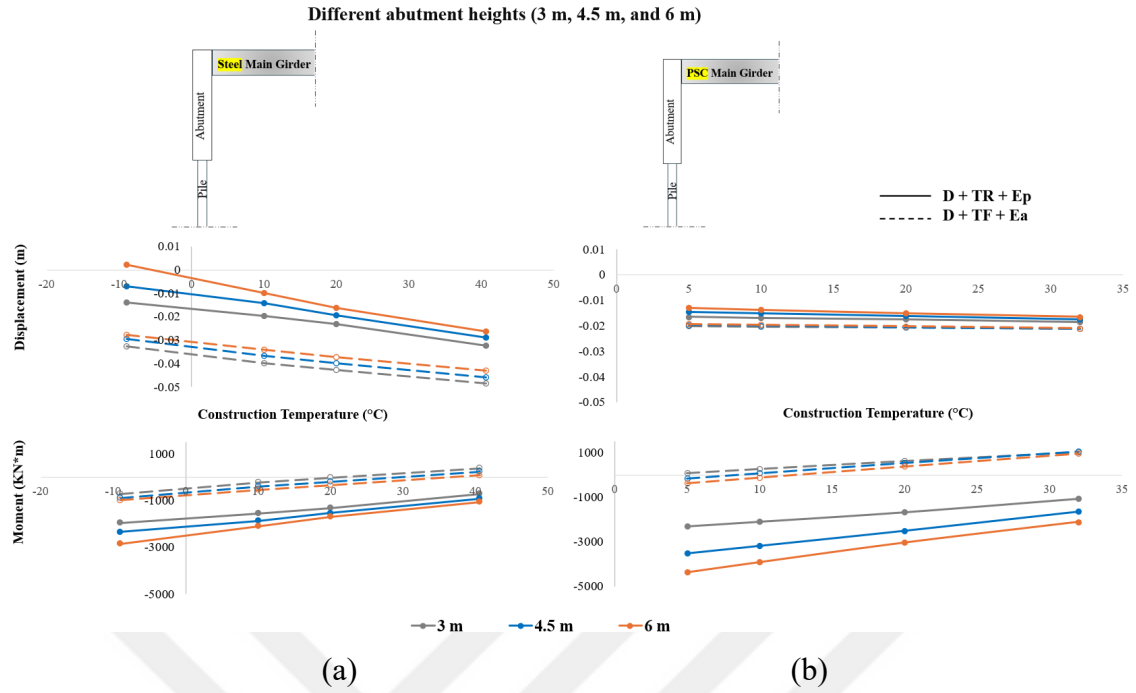 Different abutment heights (3 m, 4.5 m, and 6 m)
Steel Main Girder
Abutment
Pile
PSC Main Girder
Abutment
Pile
D + TR + Ep
D + TF + Ea
Displacement (m)
0.01
0
-0.01
-0.02
-0.03
-0.04
-0.05
-20 -10 0 10 20 30 40 50
Construction Temperature (°C)
0.01
0
-0.01
-0.02
-0.03
-0.04
-0.05
0 5 10 15 20 25 30 35
Construction Temperature (°C)
Moment (KN*m)
1000
-1000
-3000
-5000
-20 -10 0 10 20 30 40 50
1000
-1000
-3000
-5000
0 5 10 15 20 25 30 35
3 m 4.5 m 6 m
(a) (b)